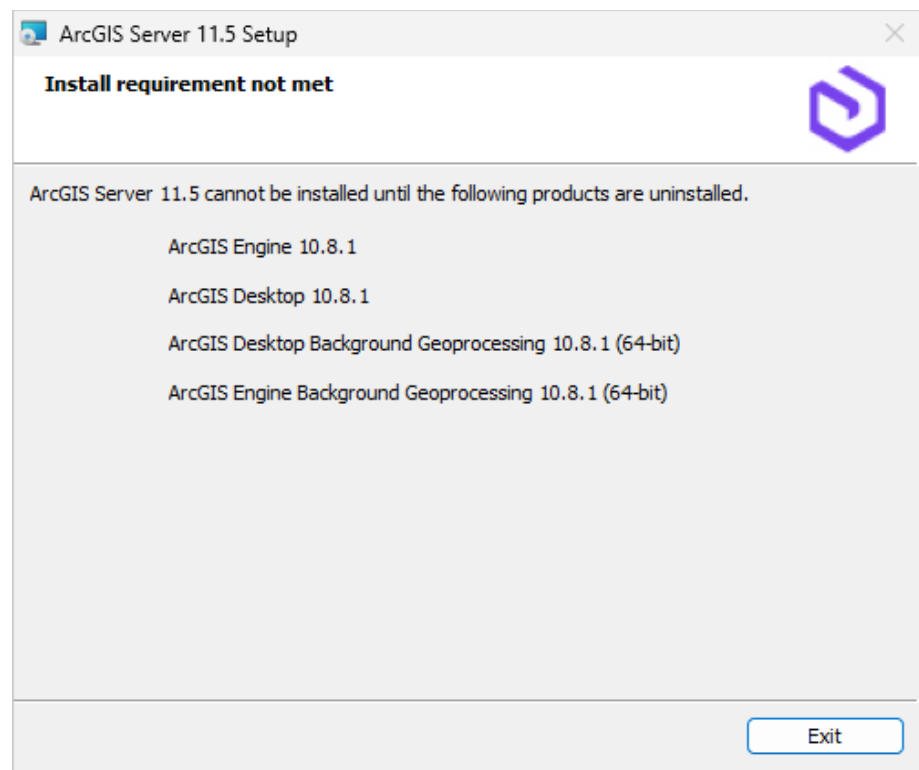 ArcGIS Server 11.5 Setup
Install requirement not met
ArcGIS Server 11.5 cannot be installed until the following products are uninstalled.
ArcGIS Engine 10.8.1
ArcGIS Desktop 10.8.1
ArcGIS Desktop Background Geoprocessing 10.8.1 (64-bit)
ArcGIS Engine Background Geoprocessing 10.8.1 (64-bit)
Exit